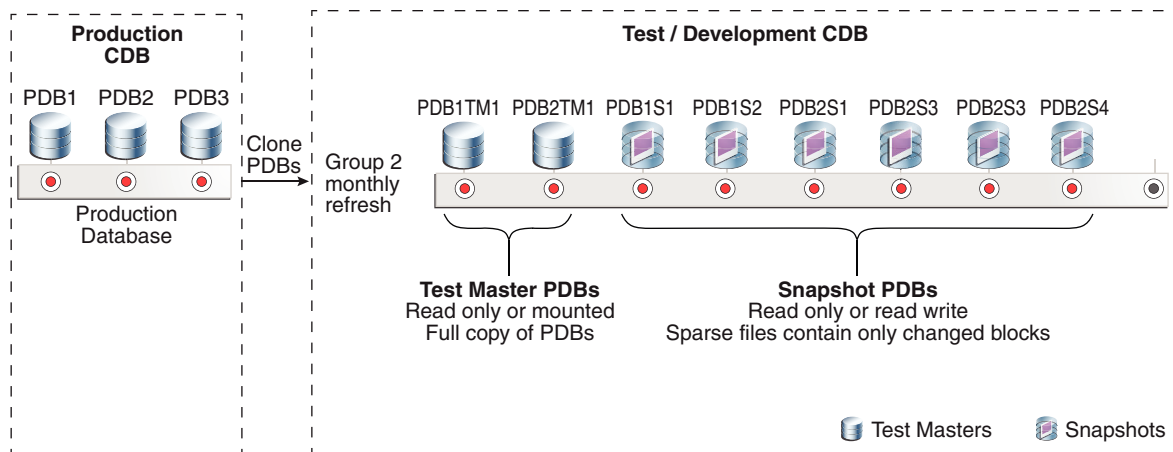 Production
CDB
PDB1 PDB2 PDB3
Production
Database
Clone
PDBs
Test / Development CDB
Group 2
monthly
refresh
PDB1TM1 PDB2TM1 PDB1S1 PDB1S2 PDB2S1 PDB2S3 PDB2S3 PDB2S4
Test Master PDBs
Read only or mounted
Full copy of PDBs
Snapshot PDBs
Read only or read write
Sparse files contain only changed blocks
Test Masters
Snapshots